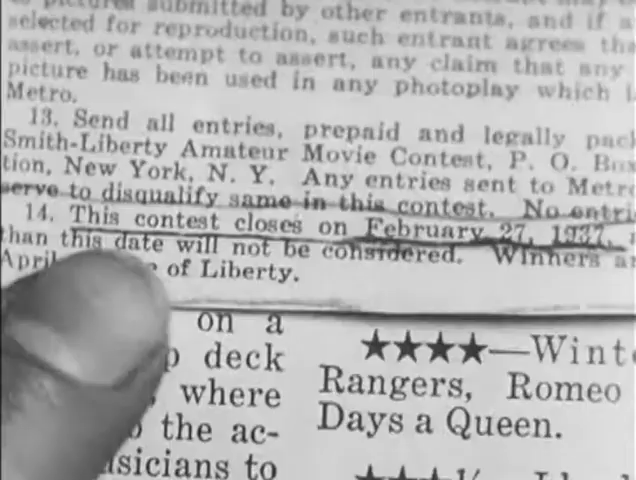 pictures submitted by other entrants, and if a
selected for reproduction, such entrant agrees tha
assert, or attempt to assert, any claim that any
picture has been used in any photoplay which i
Metro.
13. Send all entries, prepaid and legally pac
Smith-Liberty Amateur Movie Contest, P. O. Box
tion, New York, N. Y. Any entries sent to Metro
serve to disqualify same in this contest. No entri
14. This contest closes on February 27, 1937,
than this date will not be considered. Winners a
April of Liberty.
on a
deck
where
the ac-
sicians to
★★★★—Wint
Rangers, Romeo
Days a Queen.
★★★½